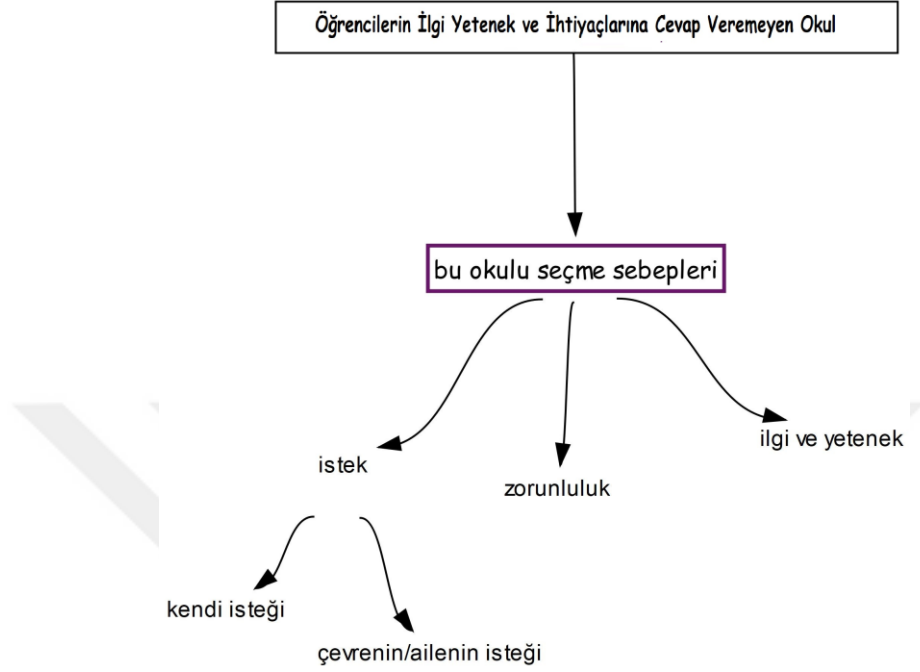 Öğrencilerin İlgi Yetenek ve İhtiyaçlarına Cevap Veremeyen Okul
bu okulu seçme sebepleri
ilgi ve yetenek
istek
zorunluluk
kendi isteği
çevrenin/ailenin isteği